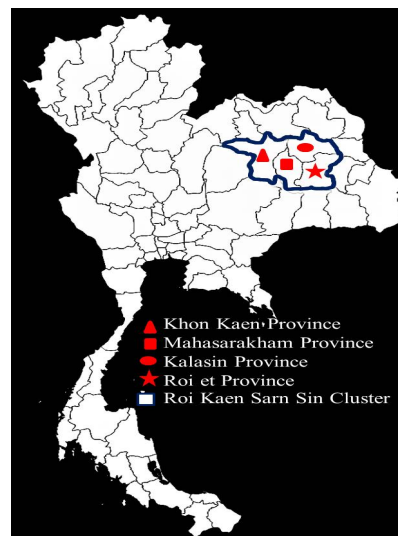 Khon Kaen Province
Mahasarakham Province
Kalasin Province
Roi et Province
Roi Kaen Sarn Sin Cluster